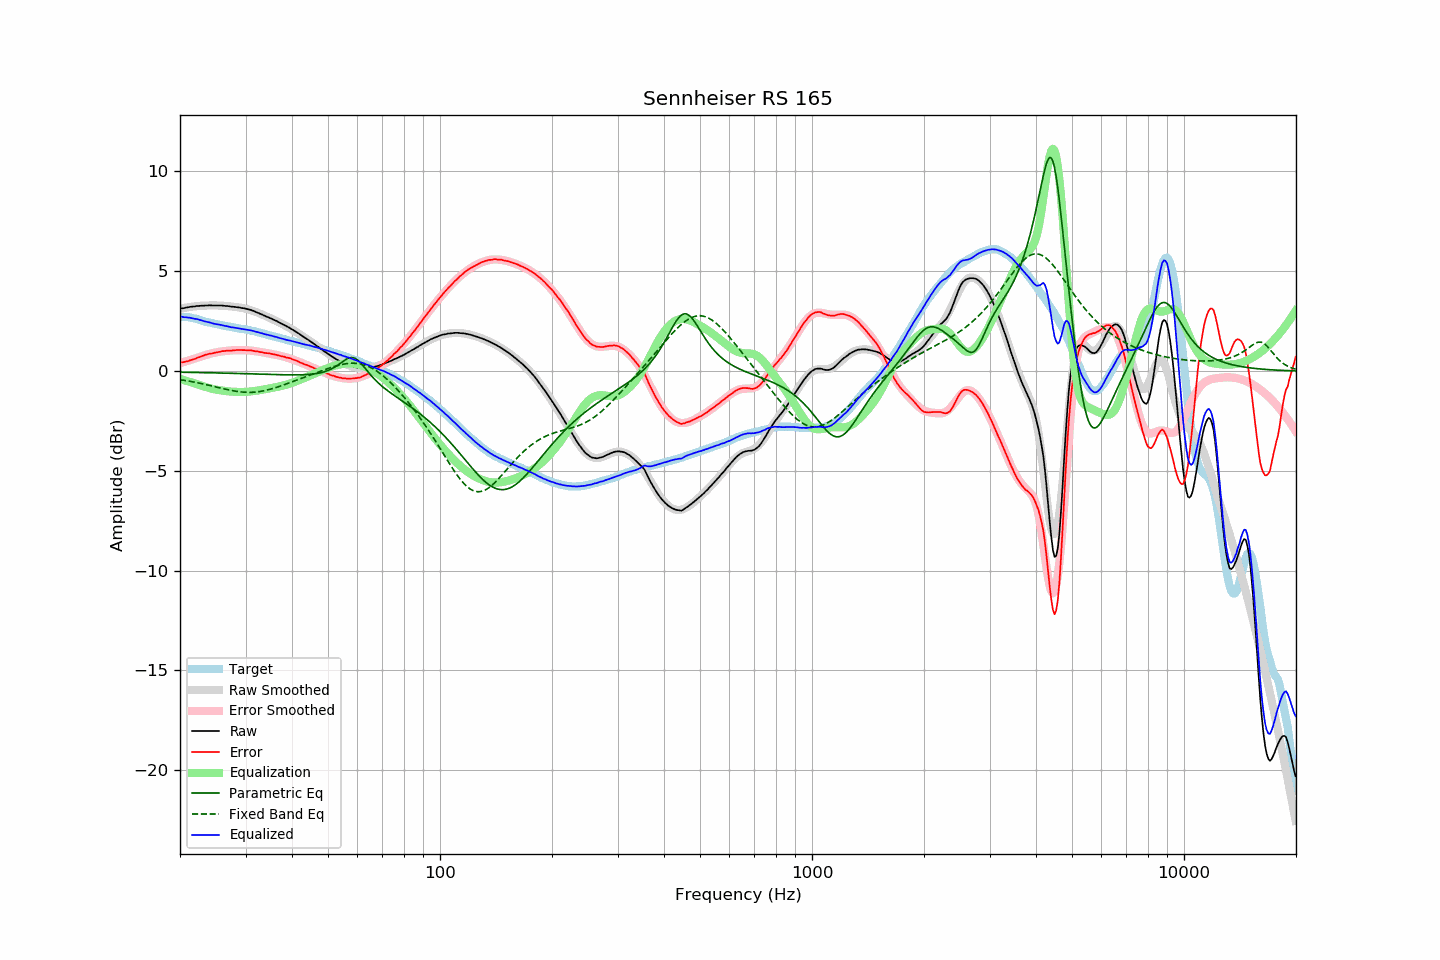 Sennheiser RS 165
10
5
0
−5
−10
−15
−20
Amplitude (dBr)
Target
Raw Smoothed
Error Smoothed
Raw
Error
Equalization
Parametric Eq
Fixed Band Eq
Equalized
100
1000
10000
Frequency (Hz)